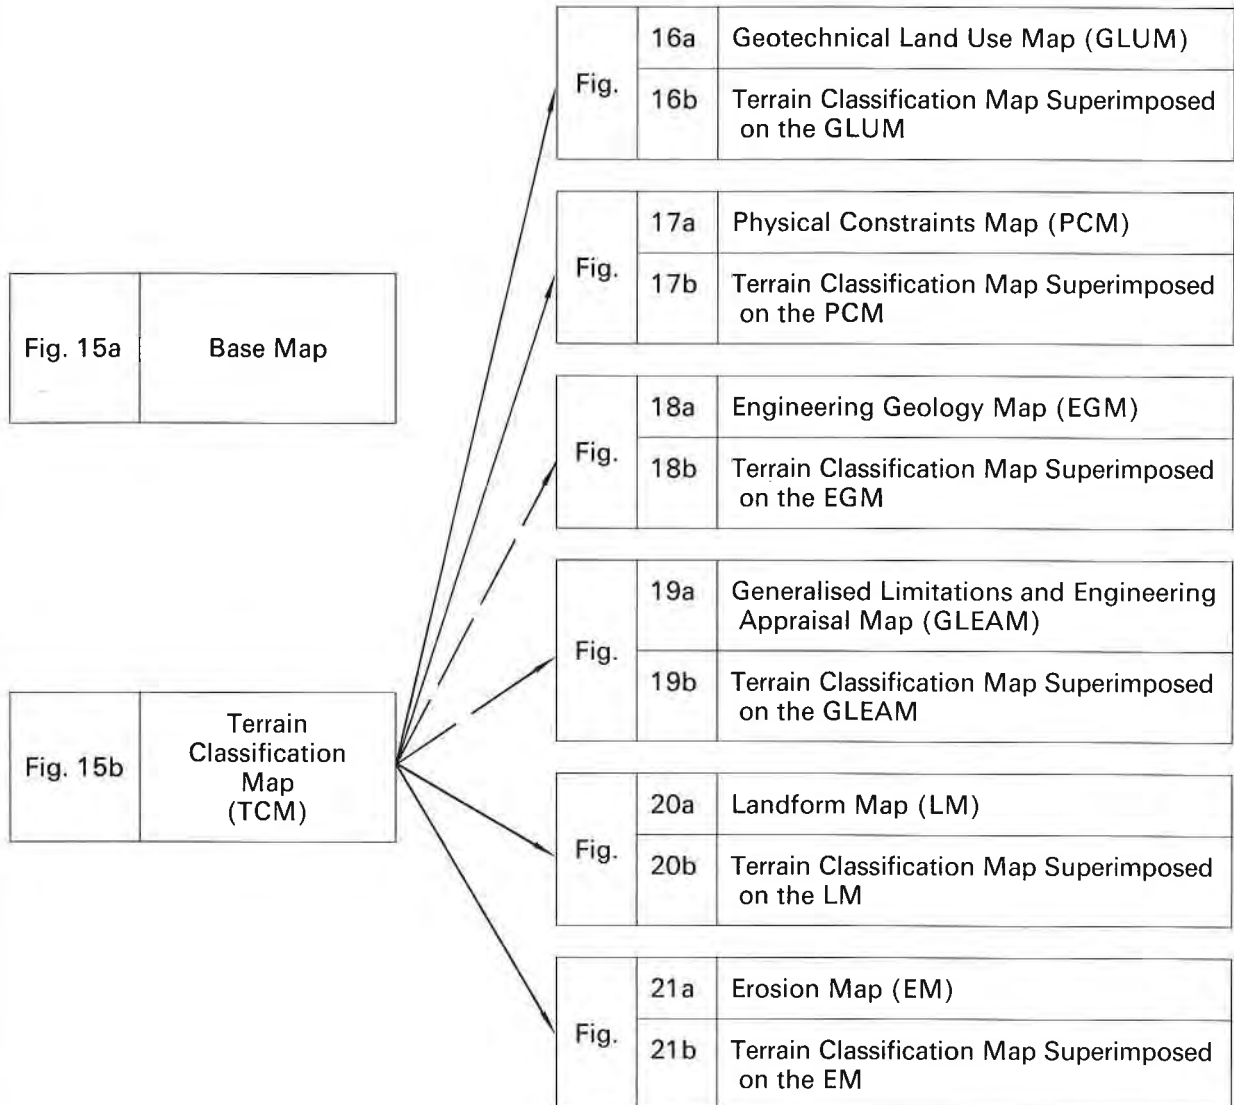 Fig. 15a
Base Map
Fig. 15b
Terrain
Classification
Map
(TCM)
Fig.
16a
Geotechnical Land Use Map (GLUM)
16b
Terrain Classification Map Superimposed
on the GLUM
Fig.
17a
Physical Constraints Map (PCM)
17b
Terrain Classification Map Superimposed
on the PCM
Fig.
18a
Engineering Geology Map (EGM)
18b
Terrain Classification Map Superimposed
on the EGM
Fig.
19a
Generalised Limitations and Engineering
Appraisal Map (GLEAM)
19b
Terrain Classification Map Superimposed
on the GLEAM
Fig.
20a
Landform Map (LM)
20b
Terrain Classification Map Superimposed
on the LM
Fig.
21a
Erosion Map (EM)
21b
Terrain Classification Map Superimposed
on the EM